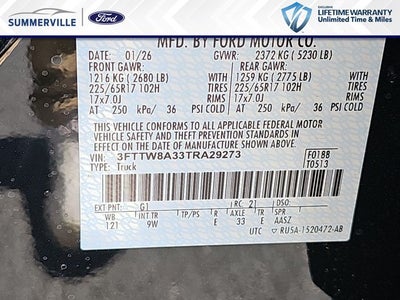 SUMMERVILLE Ford
EXCLUSIVE
LIFETIME WARRANTY
Unlimited Time & Miles
MFD. BY FORD MOTOR CO.
DATE: 01/26 GVWR: 2372 KG (5230 LB)
FRONT GAWR: REAR GAWR:
1216 KG (2680 LB) WITH 1259 KG (2775 LB) WITH
225/65R17 102H TIRES 225/65R17 102H TIRES
17x7.0J RIMS 17x7.0J RIMS
AT 250 kPa/ 36 PSI COLD AT 250 kPa/ 36 PSI COLD
THIS VEHICLE CONFORMS TO ALL APPLICABLE FEDERAL MOTOR
VEHICLE SAFETY AND THEFT PREVENTION STANDARDS IN EFFECT
ON THE DATE OF MANUFACTURE SHOWN ABOVE.
VIN: 3FTTW8A33TRA29273 F0188
TYPE: Truck T0513
EXT PNT: G1 RC: 21 DSO:
WB INT TR TP/PS R AXLE TR SPR
121 9W E 33 E AASZ
UTC RU5A-1520472-AB